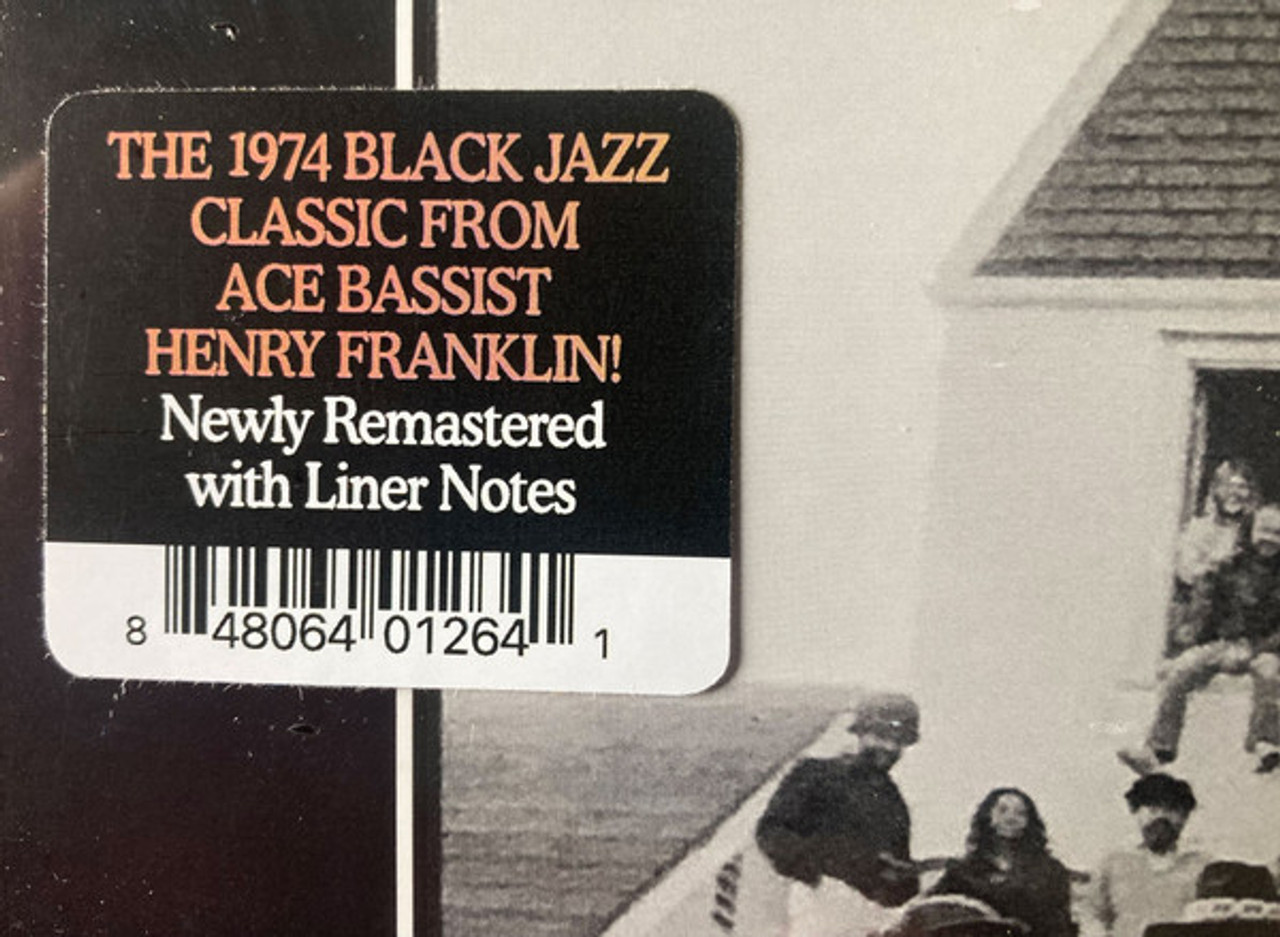 THE 1974 BLACK JAZZ
CLASSIC FROM
ACE BASSIST
HENRY FRANKLIN!
Newly Remastered
with Liner Notes
8 48064 01264 1